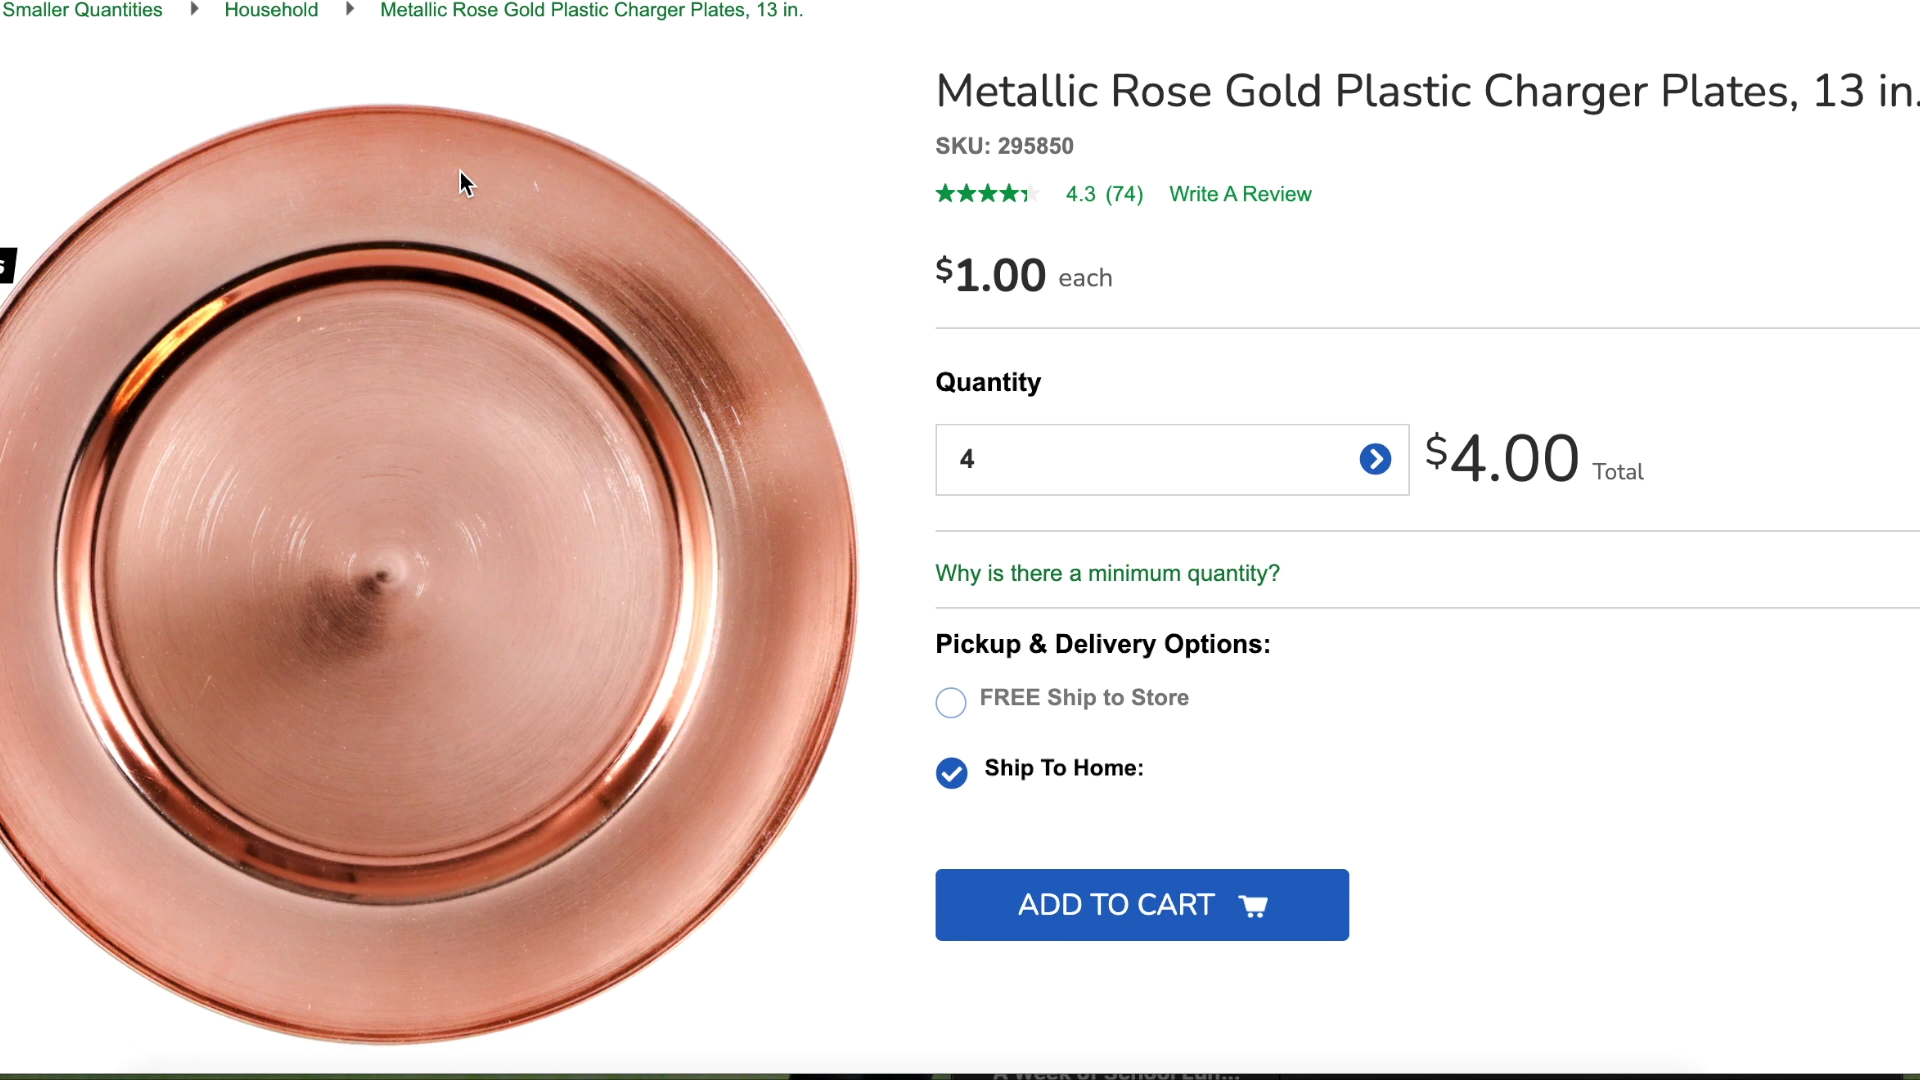 Smaller Quantities Household Metallic Rose Gold Plastic Charger Plates, 13 in.
Metallic Rose Gold Plastic Charger Plates, 13 in.
SKU: 295850
4.3 (74) Write A Review
$1.00 each
Quantity
4
$4.00 Total
Why is there a minimum quantity?
Pickup & Delivery Options:
FREE Ship to Store
Ship To Home:
ADD TO CART